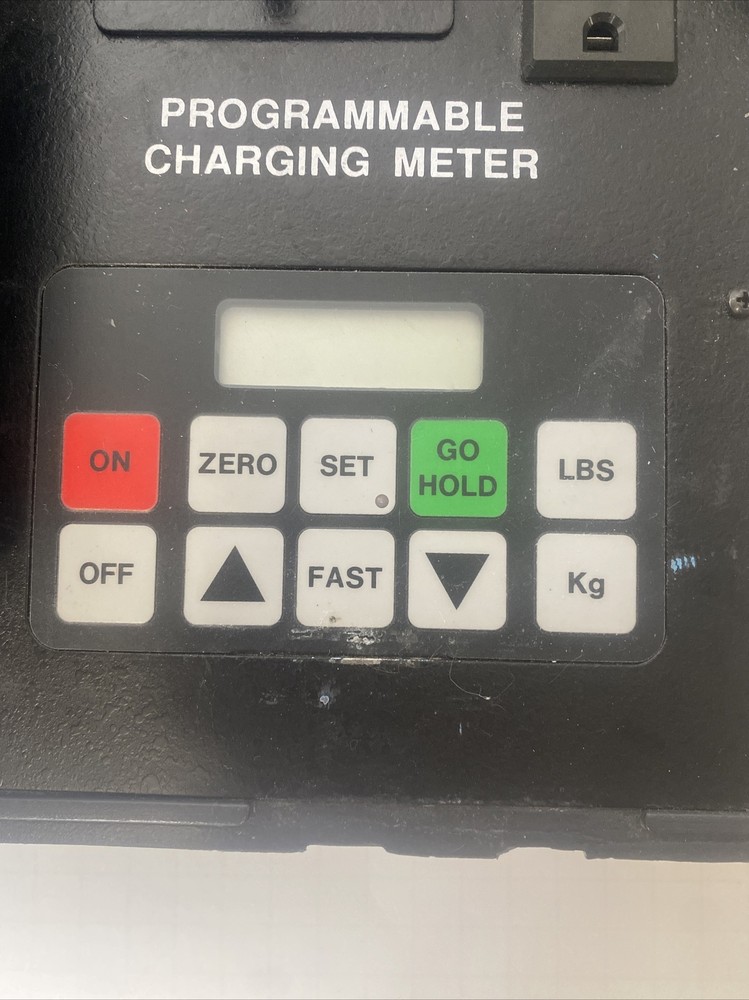 PROGRAMMABLE
CHARGING METER
ON
ZERO
SET
GO
HOLD
LBS
OFF
FAST
Kg